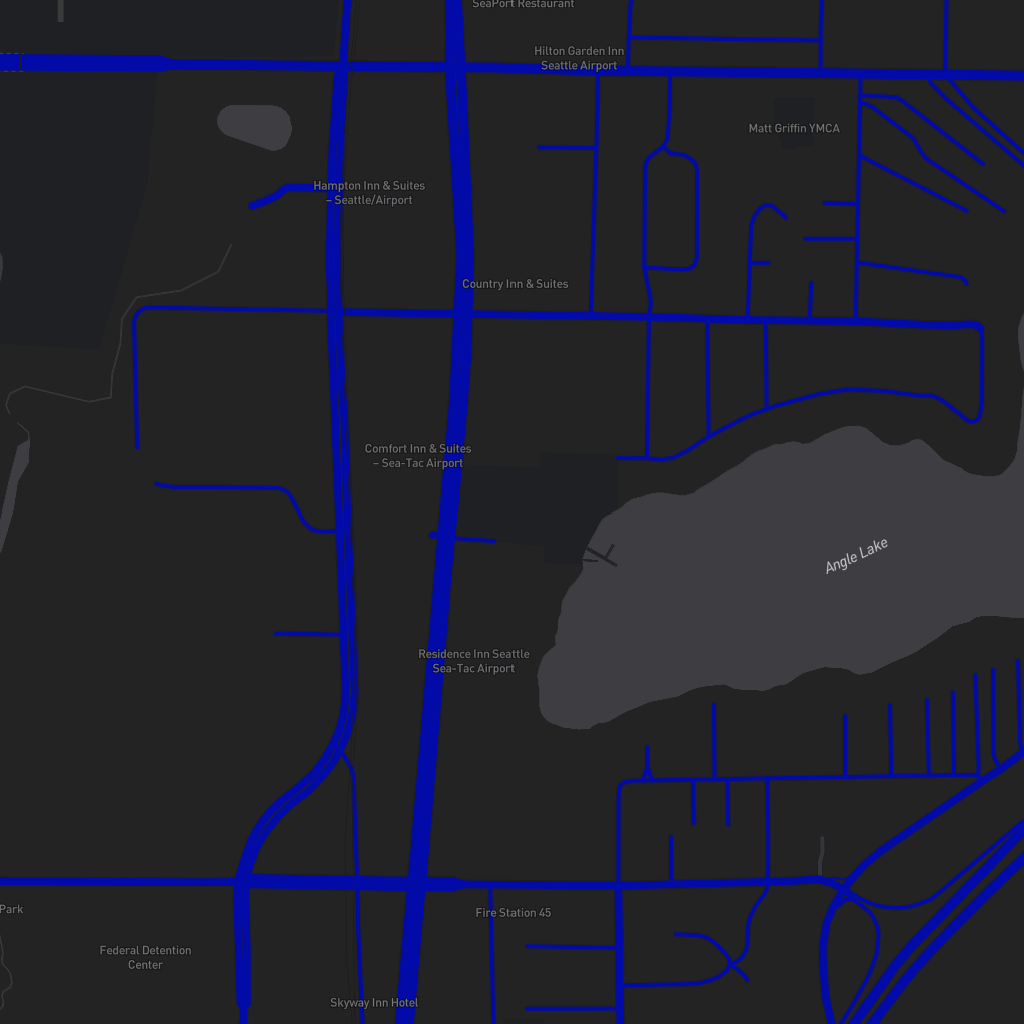 SeaPort Restaurant
Hilton Garden Inn
Seattle Airport
Matt Griffin YMCA
Hampton Inn & Suites
– Seattle/Airport
Country Inn & Suites
Comfort Inn & Suites
– Sea-Tac Airport
Angle Lake
Residence Inn Seattle
Sea-Tac Airport
Park
Fire Station 45
Federal Detention
Center
Skyway Inn Hotel